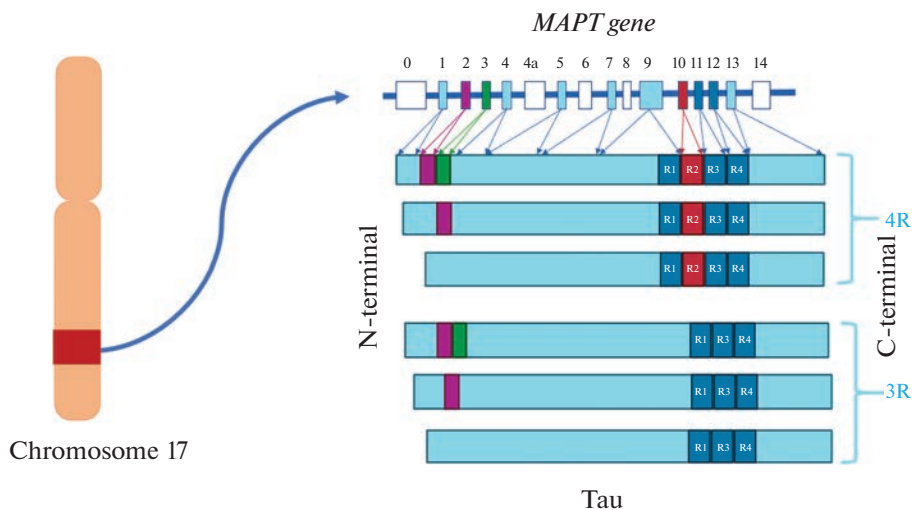 MAPT gene
0 1 2 3 4 4a 5 6 7 8 9 10 11 12 13 14
R1 R2 R3 R4
R1 R2 R3 R4
4R
R1 R2 R3 R4
N-terminal
C-terminal
R1 R3 R4
R1 R3 R4
3R
R1 R3 R4
Chromosome 17
Tau